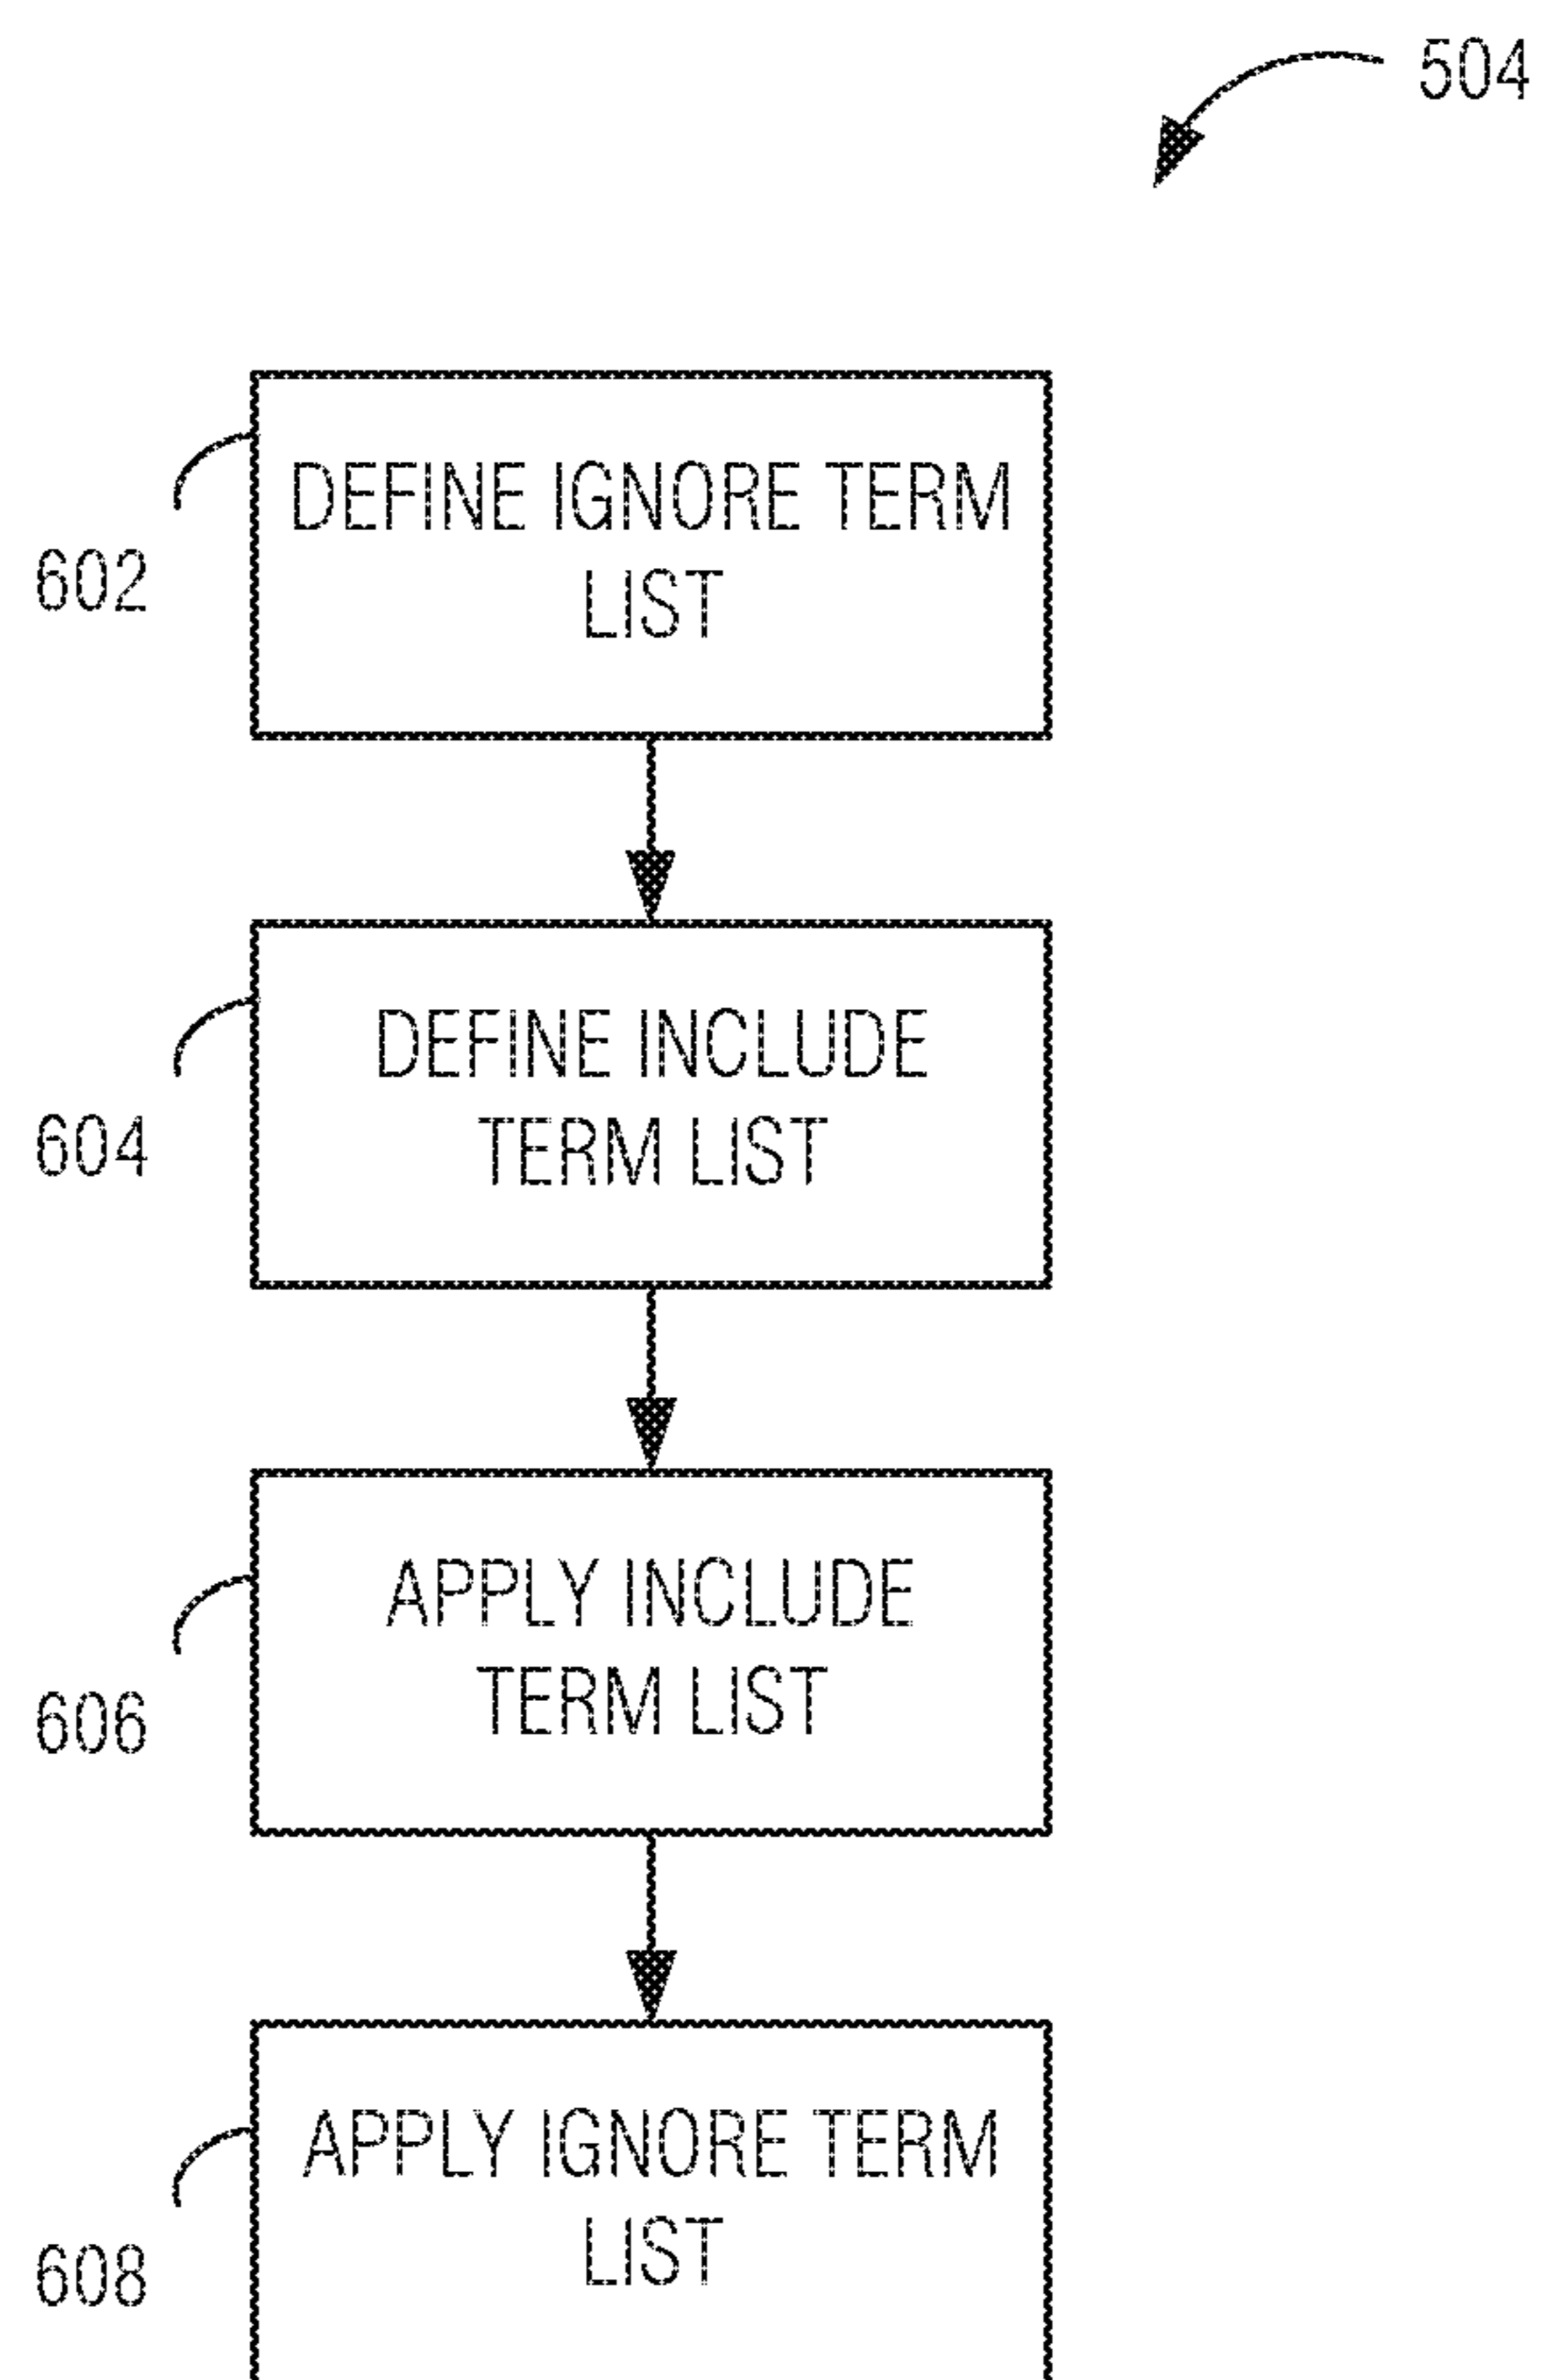 504
DEFINE IGNORE TERM
LIST
602
DEFINE INCLUDE
TERM LIST
604
APPLY INCLUDE
TERM LIST
606
APPLY IGNORE TERM
LIST
608